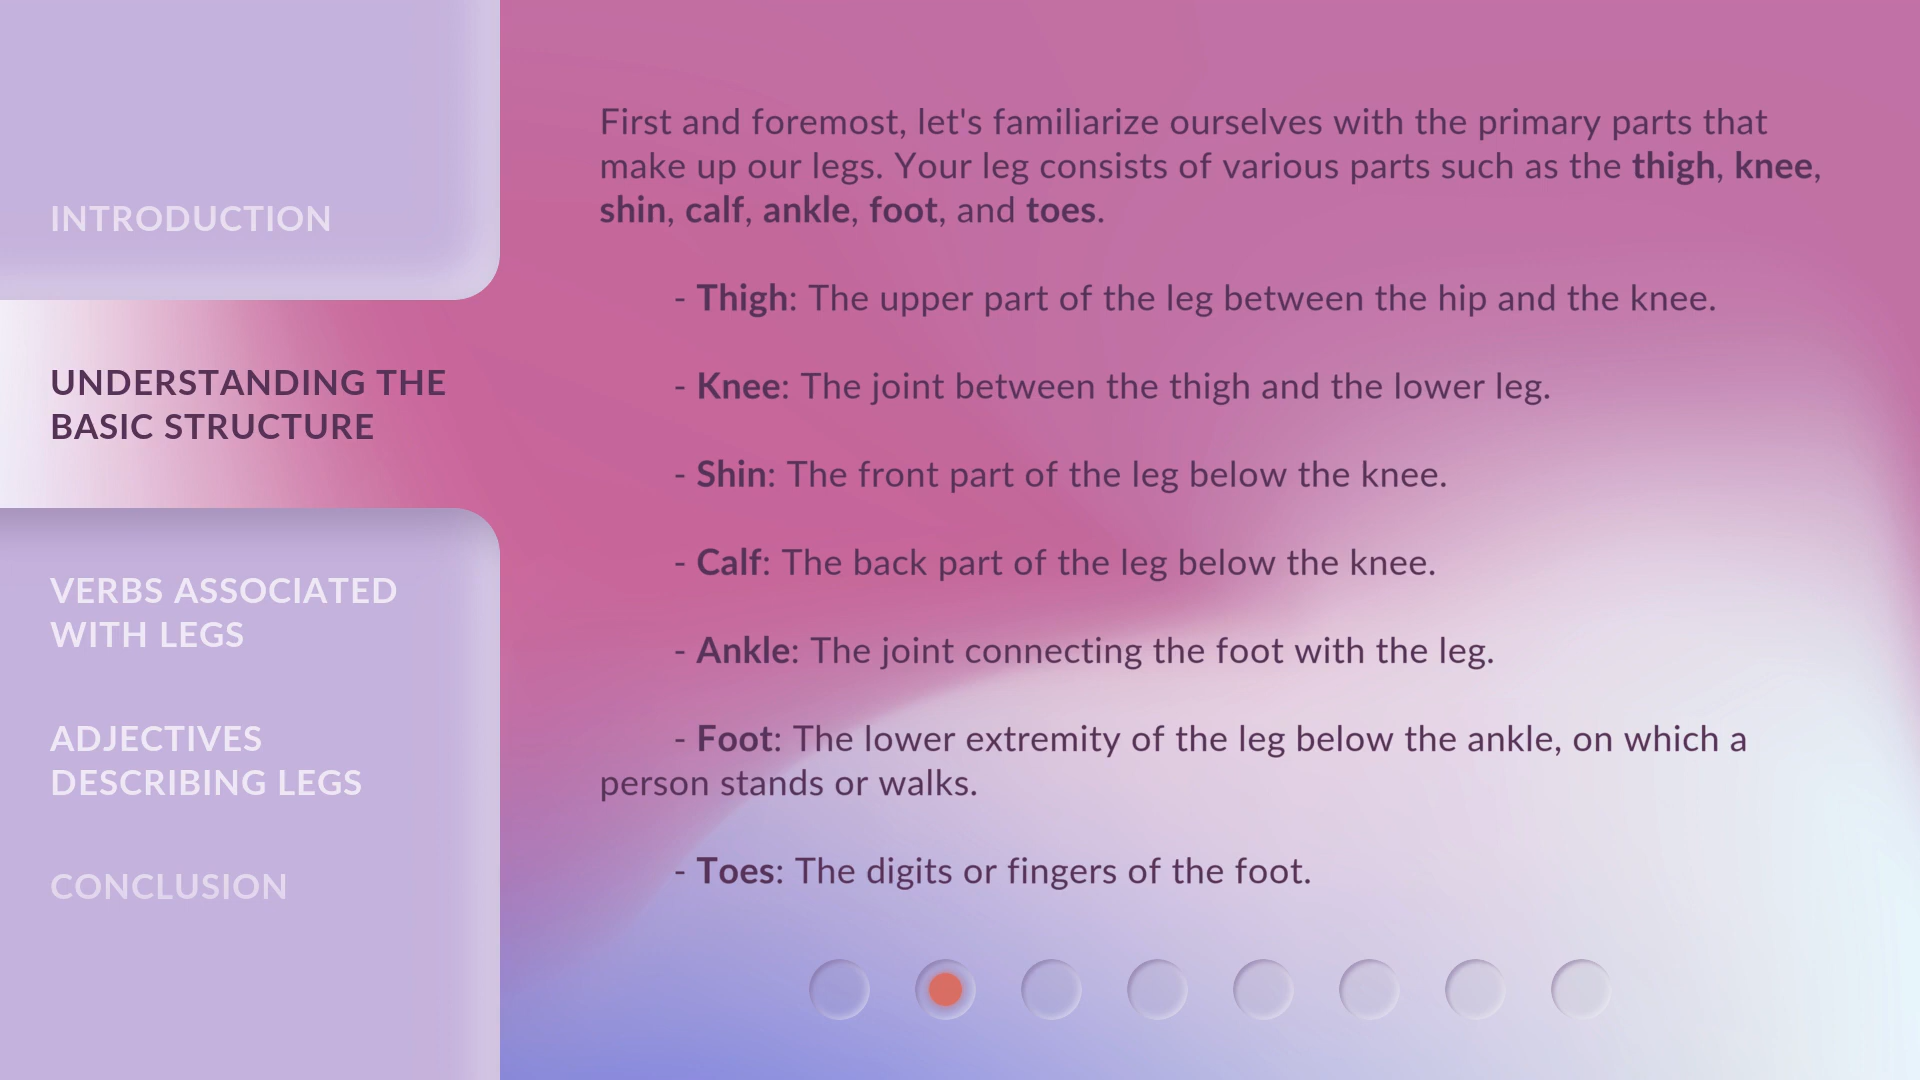 INTRODUCTION
UNDERSTANDING THE
BASIC STRUCTURE
VERBS ASSOCIATED
WITH LEGS
ADJECTIVES
DESCRIBING LEGS
CONCLUSION
First and foremost, let's familiarize ourselves with the primary parts that
make up our legs. Your leg consists of various parts such as the thigh, knee,
shin, calf, ankle, foot, and toes.
- Thigh: The upper part of the leg between the hip and the knee.
- Knee: The joint between the thigh and the lower leg.
- Shin: The front part of the leg below the knee.
- Calf: The back part of the leg below the knee.
- Ankle: The joint connecting the foot with the leg.
- Foot: The lower extremity of the leg below the ankle, on which a
person stands or walks.
- Toes: The digits or fingers of the foot.